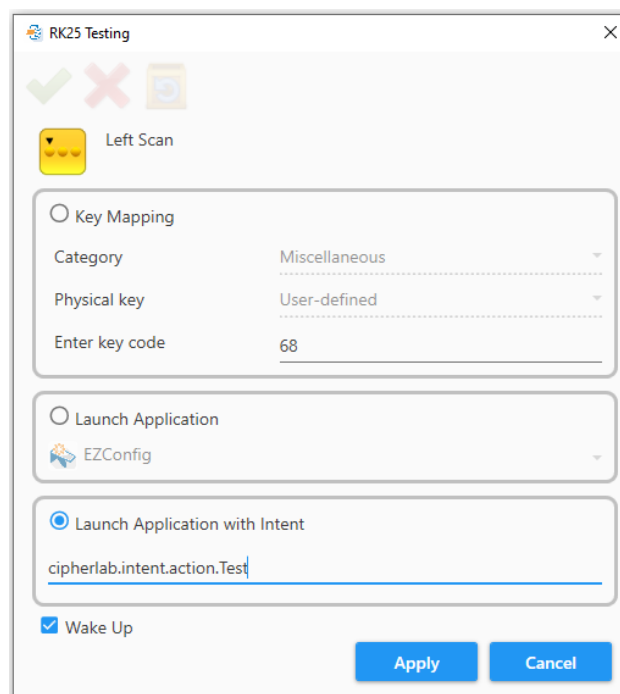 RK25 Testing
Left Scan
Key Mapping
Category Miscellaneous
Physical key User-defined
Enter key code 68
Launch Application
EZConfig
Launch Application with Intent
cipherlab.intent.action.Test
Wake Up
Apply Cancel